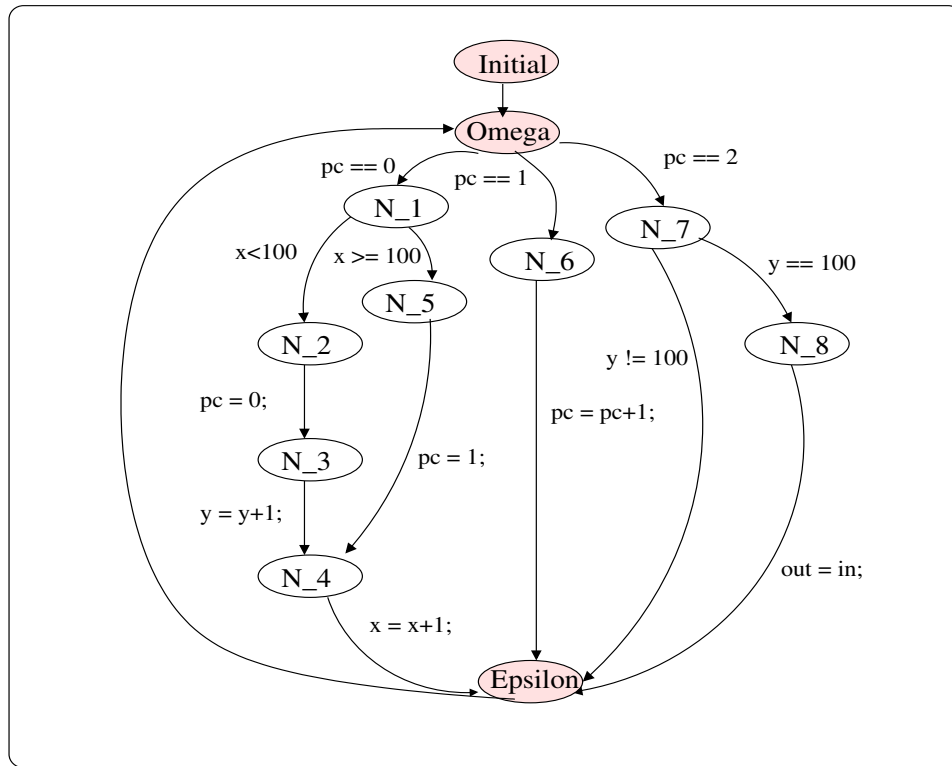 Initial
Omega
pc == 0
pc == 1
pc == 2
N_1
N_7
x<100
x >= 100
N_6
y == 100
N_5
N_2
N_8
y != 100
pc = 0;
pc = pc+1;
N_3
pc = 1;
y = y+1;
N_4
out = in;
x = x+1;
Epsilon